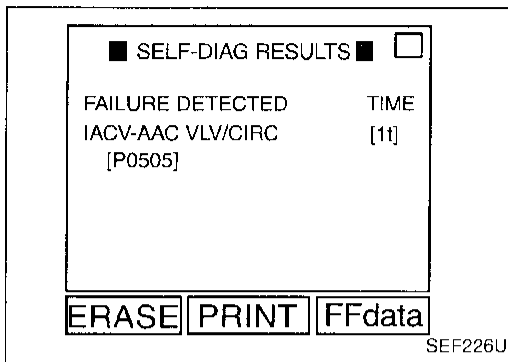 ■ SELF-DIAG RESULTS ■
FAILURE DETECTED TIME
IACV-AAC VLV/CIRC [1t]
[P0505]
ERASE PRINT FFdata
SEF226U